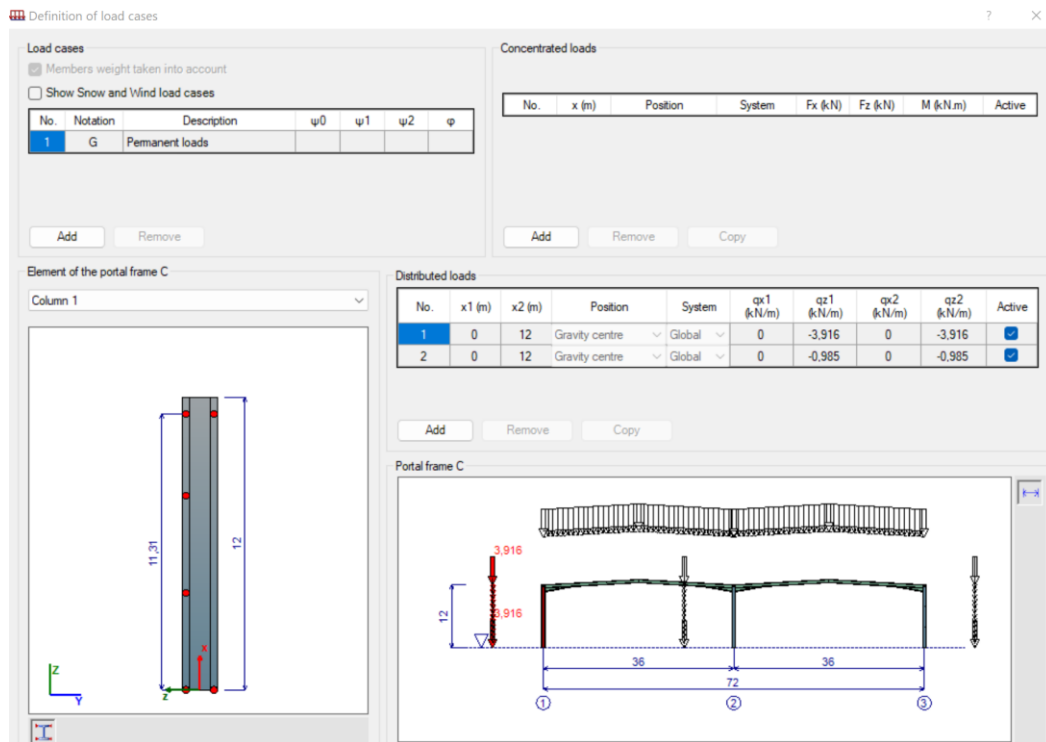 Definition of load cases
?
Load cases
Members weight taken into account
Show Snow and Wind load cases
No. Notation Description ψ0 ψ1 ψ2 φ
1 G Permanent loads
Add Remove
Concentrated loads
No. x (m) Position System Fx (kN) Fz (kN) M (kN.m) Active
Add Remove Copy
Element of the portal frame C
Column 1
11,31
12
x
z
Z
Y
Distributed loads
No. x1 (m) x2 (m) Position System qx1 (kN/m) qz1 (kN/m) qx2 (kN/m) qz2 (kN/m) Active
1 0 12 Gravity centre Global 0 -3,916 0 -3,916
2 0 12 Gravity centre Global 0 -0,985 0 -0,985
Add Remove Copy
Portal frame C
3,916
3,916
12
36 36
72
1 2 3